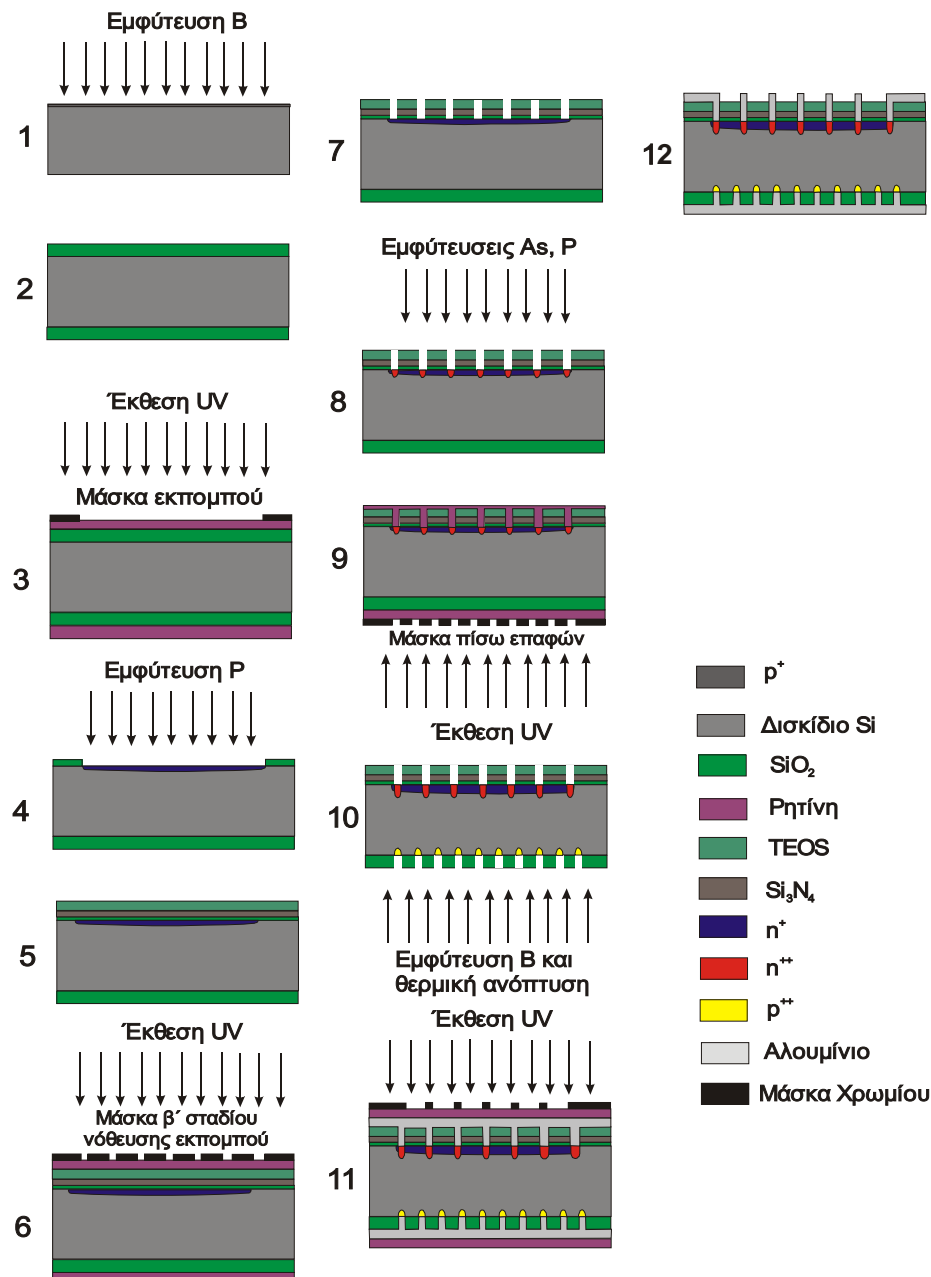 Εμφύτευση B
1
2
Έκθεση UV
Μάσκα εκπομπού
3
Εμφύτευση P
4
5
Έκθεση UV
Μάσκα β΄ σταδίου
νόθευσης εκπομπού
6
7
Εμφυτεύσεις As, P
8
9
Μάσκα πίσω επαφών
Έκθεση UV
10
Εμφύτευση B και
θερμική ανόπτυση
Έκθεση UV
11
12
p+
Δισκίδιο Si
SiO2
Ρητίνη
TEOS
Si3N4
n+
n++
p++
Αλουμίνιο
Μάσκα Χρωμίου